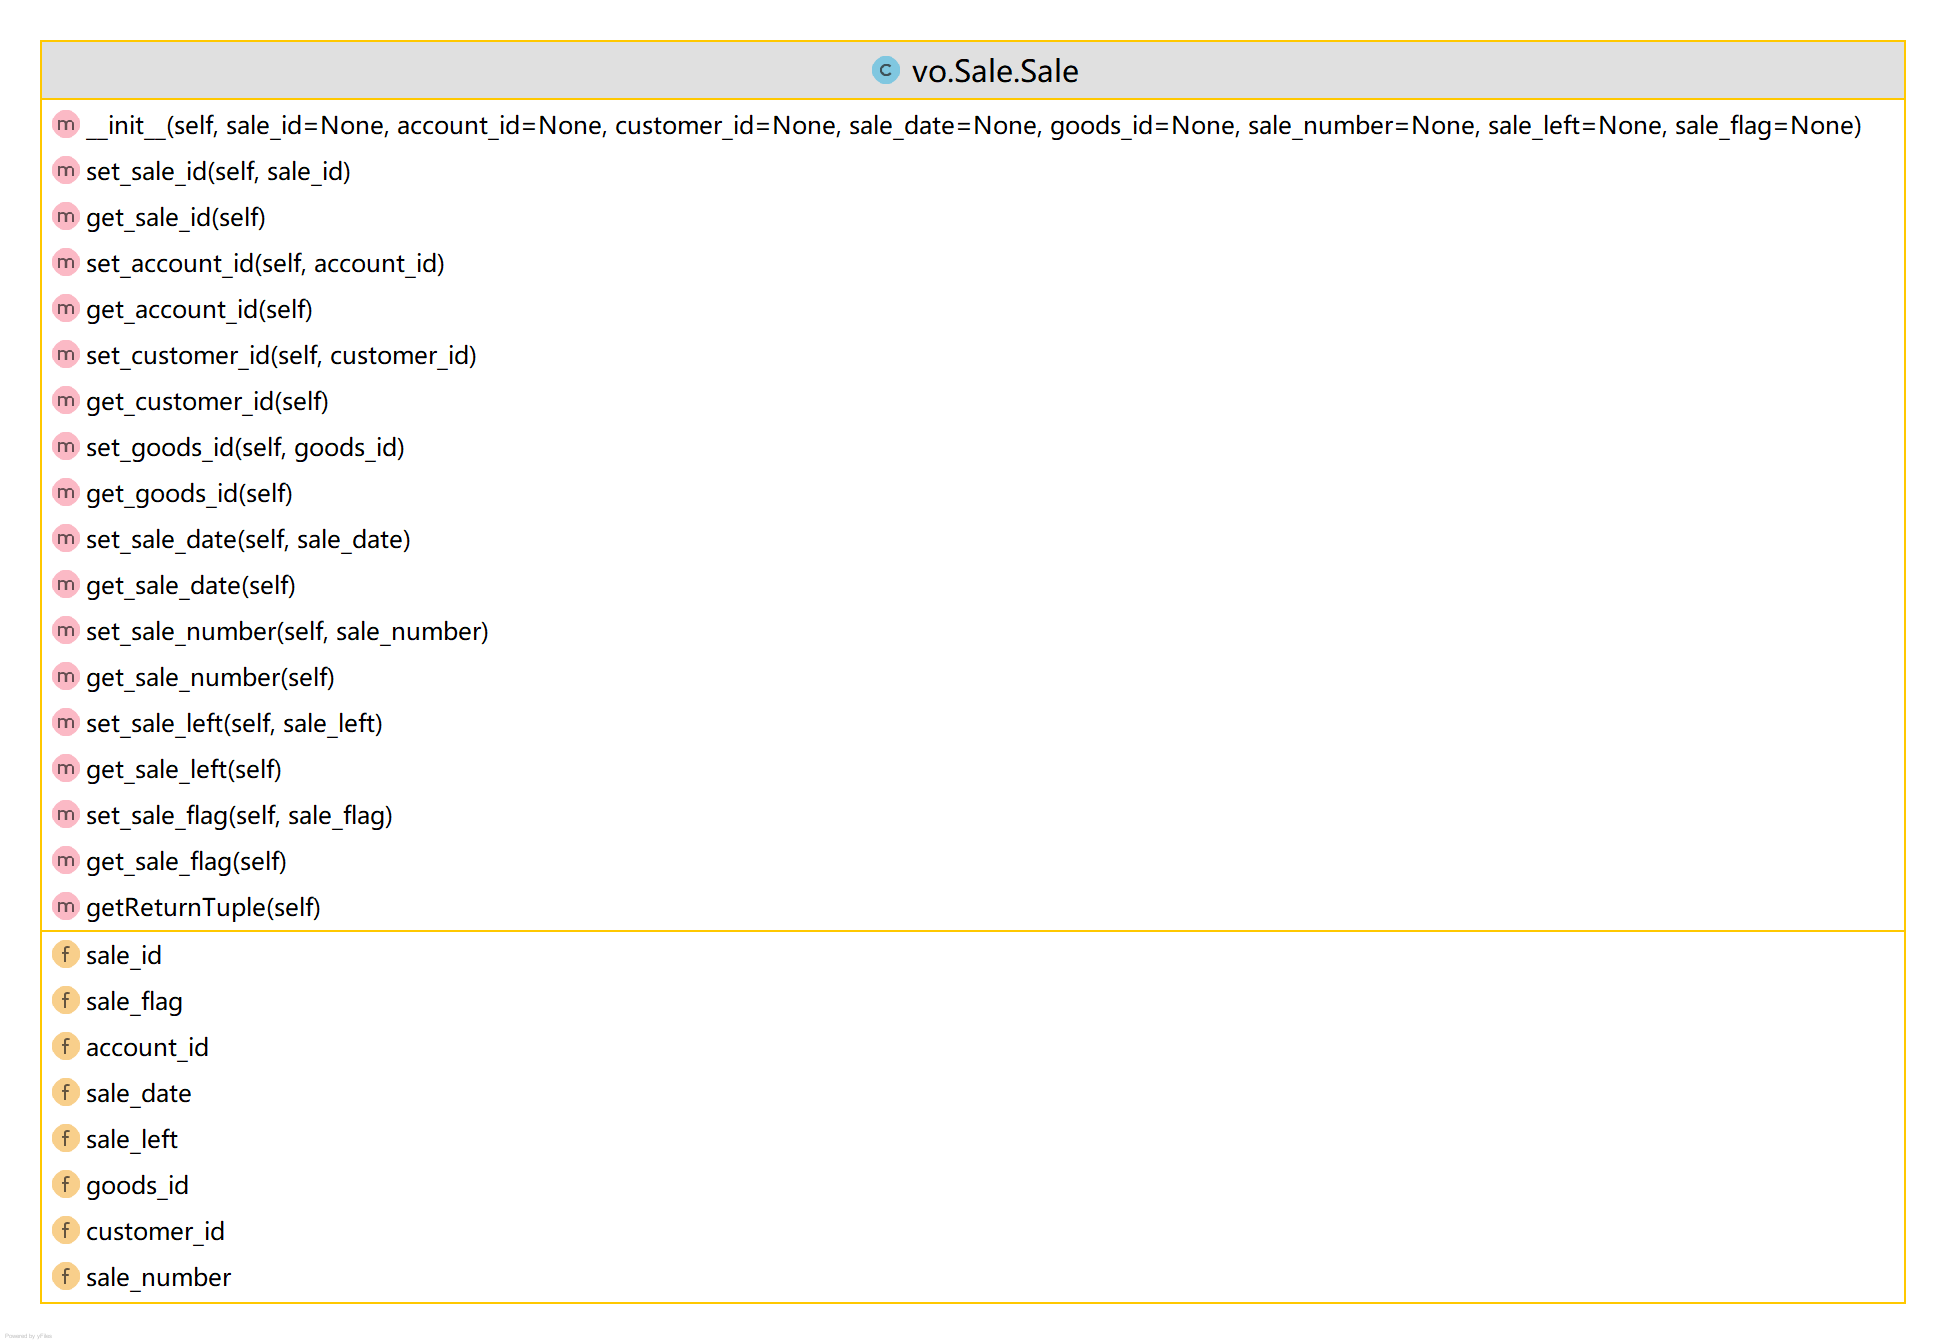 C vo.Sale.Sale
m __init__(self, sale_id=None, account_id=None, customer_id=None, sale_date=None, goods_id=None, sale_number=None, sale_left=None, sale_flag=None)
m set_sale_id(self, sale_id)
m get_sale_id(self)
m set_account_id(self, account_id)
m get_account_id(self)
m set_customer_id(self, customer_id)
m get_customer_id(self)
m set_goods_id(self, goods_id)
m get_goods_id(self)
m set_sale_date(self, sale_date)
m get_sale_date(self)
m set_sale_number(self, sale_number)
m get_sale_number(self)
m set_sale_left(self, sale_left)
m get_sale_left(self)
m set_sale_flag(self, sale_flag)
m get_sale_flag(self)
m getReturnTuple(self)
f sale_id
f sale_flag
f account_id
f sale_date
f sale_left
f goods_id
f customer_id
f sale_number
Powered by yFiles